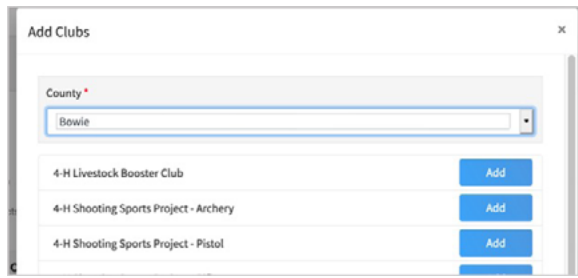 Add Clubs
×
County *
Bowie
4-H Livestock Booster Club Add
4-H Shooting Sports Project - Archery Add
4-H Shooting Sports Project - Pistol Add